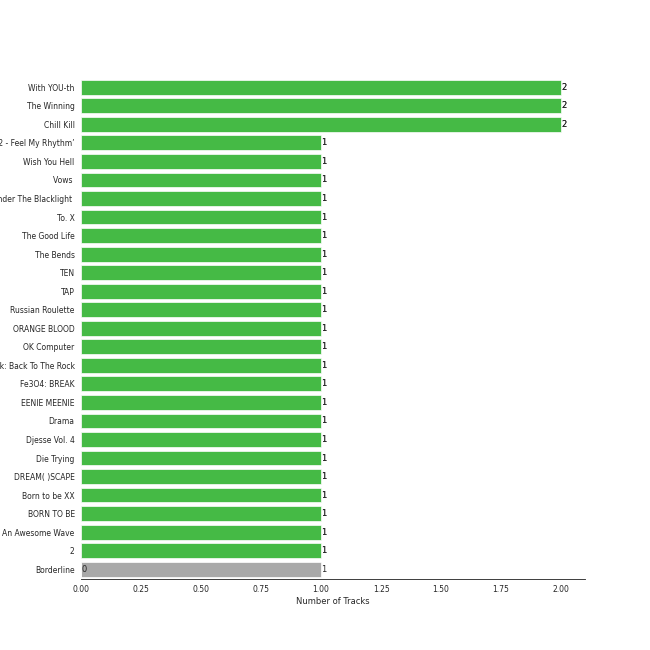 With YOU-th 2
The Winning 2
Chill Kill 2
2 - Feel My Rhythm' 1
Wish You Hell 1
Vows 1
nder The Blacklight 1
To. X 1
The Good Life 1
The Bends 1
TEN 1
TAP 1
Russian Roulette 1
ORANGE BLOOD 1
OK Computer 1
k: Back To The Rock 1
Fe3O4: BREAK 1
EENIE MEENIE 1
Drama 1
Djesse Vol. 4 1
Die Trying 1
DREAM( )SCAPE 1
Born to be XX 1
BORN TO BE 1
An Awesome Wave 1
2 1
Borderline 0 1
0.00 0.25 0.50 0.75 1.00 1.25 1.50 1.75 2.00
Number of Tracks